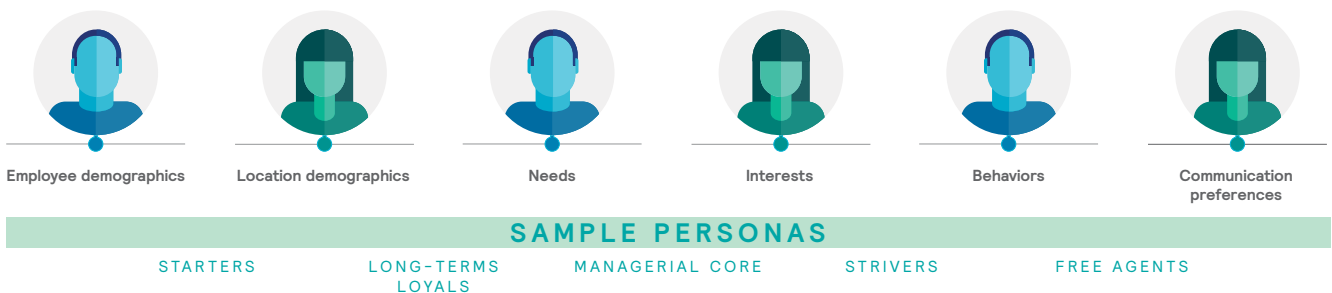 Employee demographics
Location demographics
Needs
Interests
Behaviors
Communication
preferences
SAMPLE PERSONAS
STARTERS
LONG-TERMS
LOYALS
MANAGERIAL CORE
STRIVERS
FREE AGENTS